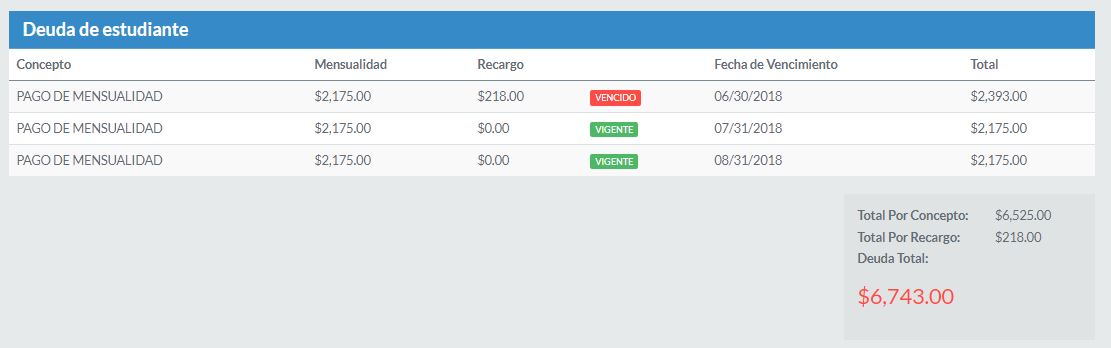 Deuda de estudiante
Concepto Mensualidad Recargo Fecha de Vencimiento Total
PAGO DE MENSUALIDAD $2,175.00 $218.00 VENCIDO 06/30/2018 $2,393.00
PAGO DE MENSUALIDAD $2,175.00 $0.00 VIGENTE 07/31/2018 $2,175.00
PAGO DE MENSUALIDAD $2,175.00 $0.00 VIGENTE 08/31/2018 $2,175.00
Total Por Concepto: $6,525.00
Total Por Recargo: $218.00
Deuda Total:
$6,743.00